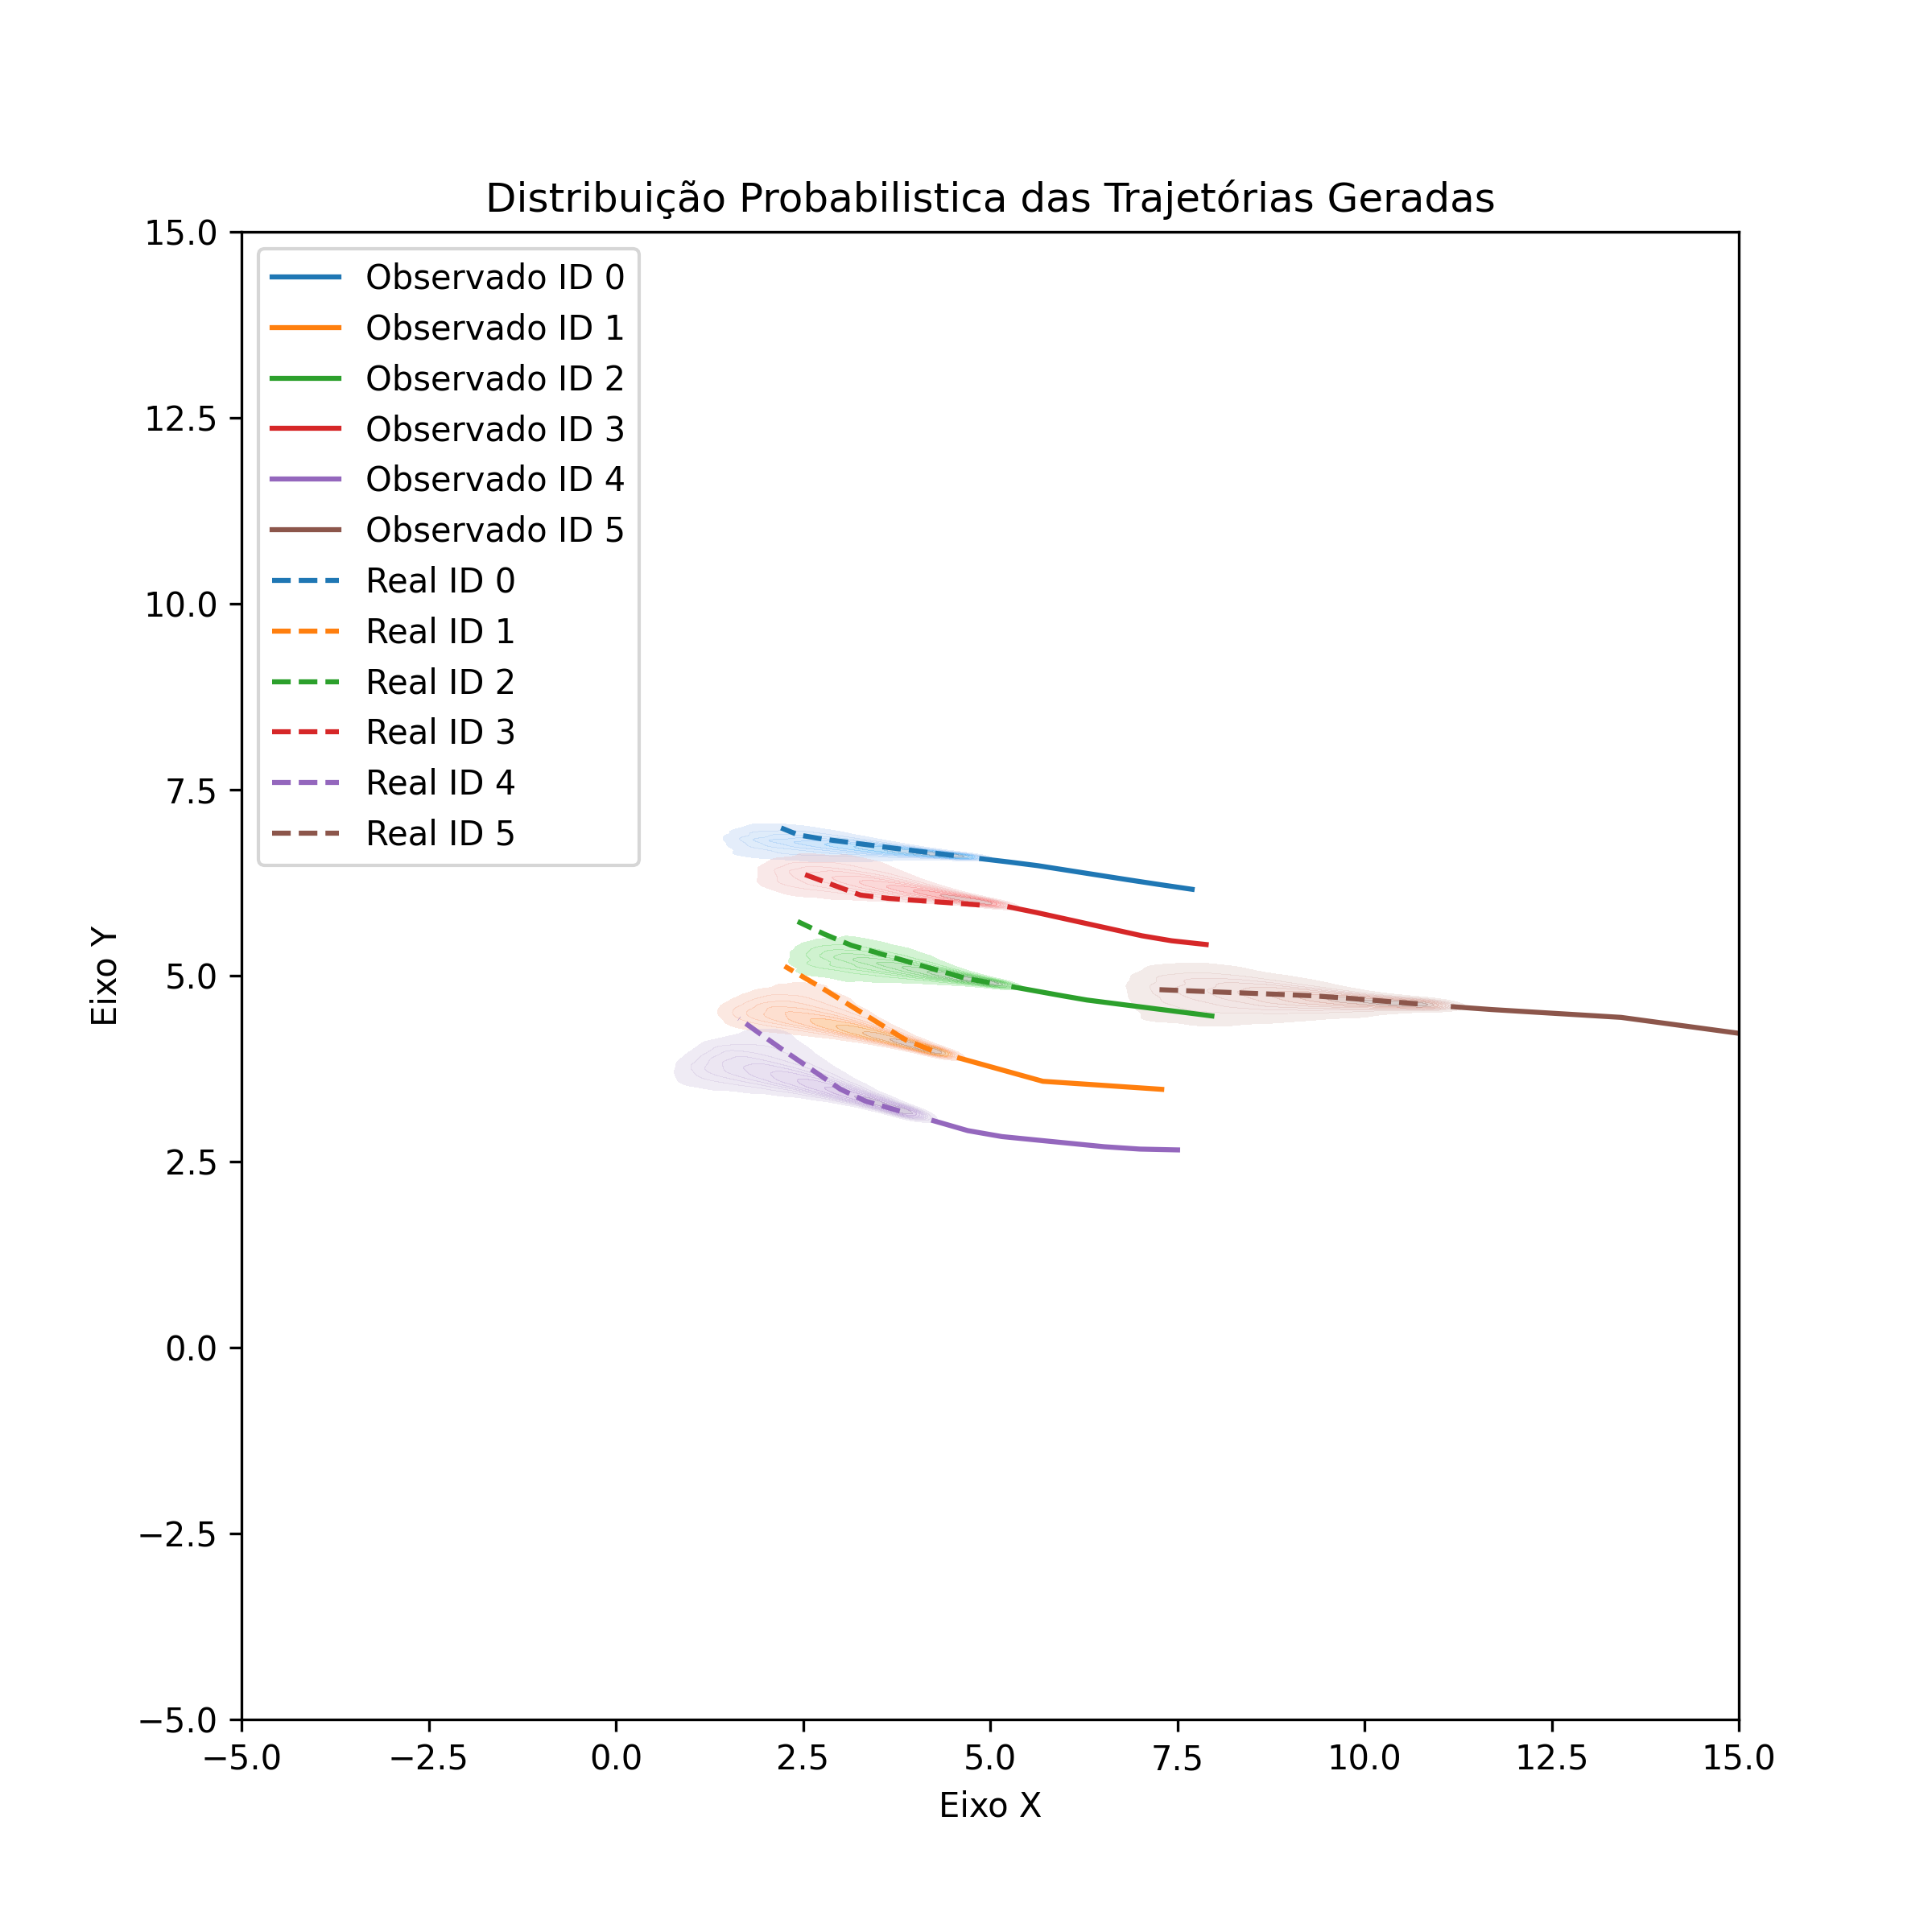 Distribuição Probabilistica das Trajetórias Geradas
15.0
12.5
10.0
7.5
5.0
2.5
0.0
−2.5
−5.0
Eixo Y
Observado ID 0
Observado ID 1
Observado ID 2
Observado ID 3
Observado ID 4
Observado ID 5
Real ID 0
Real ID 1
Real ID 2
Real ID 3
Real ID 4
Real ID 5
−5.0 −2.5 0.0 2.5 5.0 7.5 10.0 12.5 15.0
Eixo X